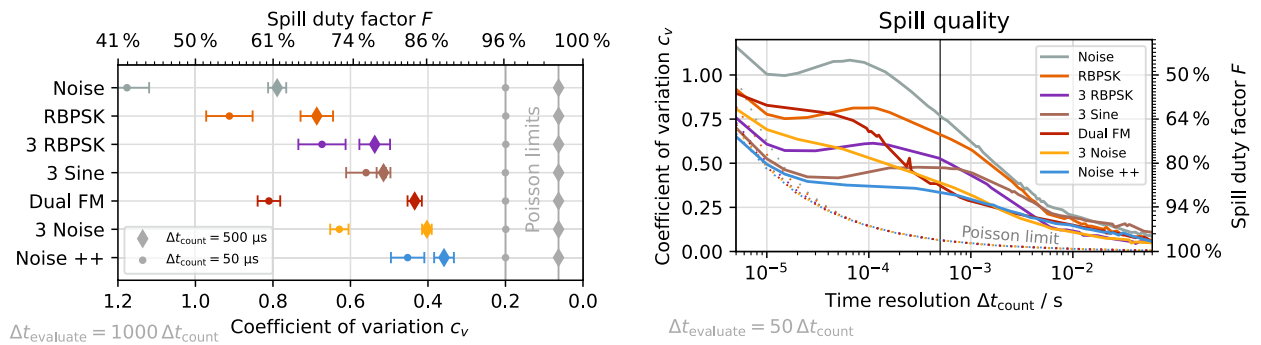 Spill duty factor F
41 % 50 % 61 % 74 % 86 % 96 % 100 %
Noise
RBPSK
3 RBPSK
3 Sine
Dual FM
3 Noise
Noise ++
Poisson limits
Δt_count = 500 µs
Δt_count = 50 µs
1.2 1.0 0.8 0.6 0.4 0.2 0.0
Coefficient of variation c_v
Δt_evaluate = 1000 Δt_count
Spill quality
Coefficient of variation c_v
1.00
0.75
0.50
0.25
0.00
Noise
RBPSK
3 RBPSK
3 Sine
Dual FM
3 Noise
Noise ++
Poisson limit
50 %
64 %
80 %
94 %
100 %
Spill duty factor F
10⁻⁵ 10⁻⁴ 10⁻³ 10⁻²
Time resolution Δt_count / s
Δt_evaluate = 50 Δt_count